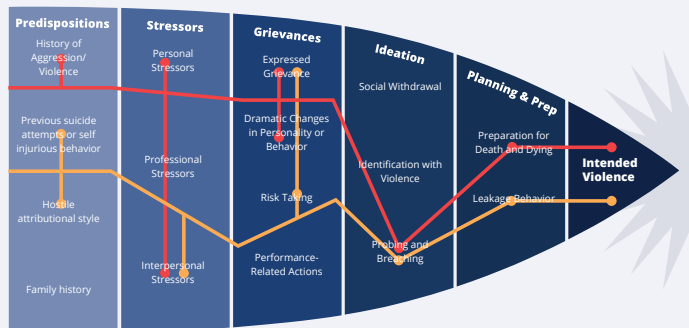 Predispositions
History of
Aggression/
Violence
Previous suicide
attempts or self
injurious behavior
Hostile
attributional style
Family history
Stressors
Personal
Stressors
Professional
Stressors
Interpersonal
Stressors
Grievances
Expressed
Grievance
Dramatic Changes
in Personality or
Behavior
Risk Taking
Performance-
Related Actions
Ideation
Social Withdrawal
Identification with
Violence
Probing and
Breaching
Planning & Prep
Preparation for
Death and Dying
Leakage Behavior
Intended
Violence